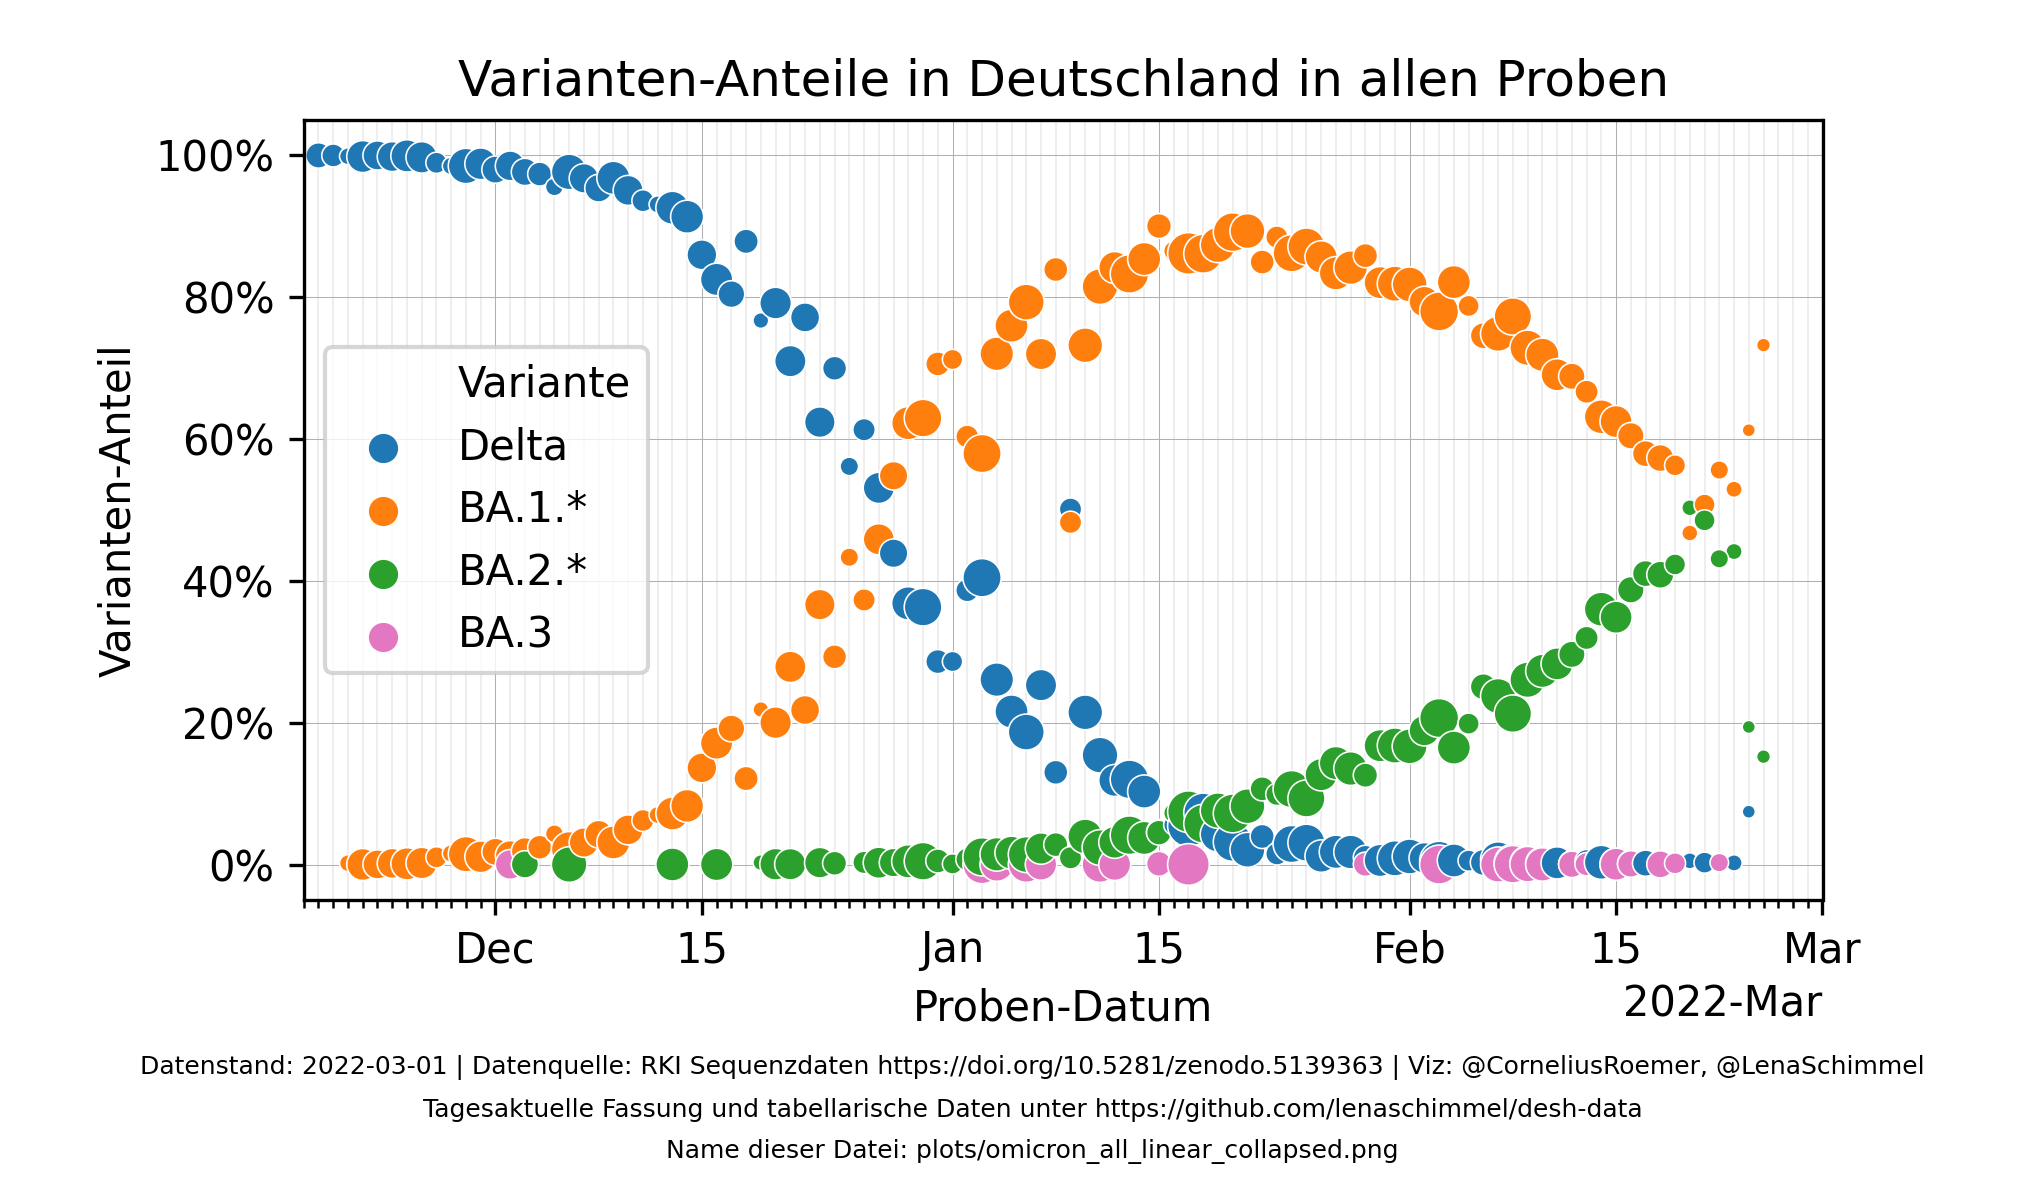 Varianten-Anteile in Deutschland in allen Proben
Varianten-Anteil
100%
80%
60%
40%
20%
0%
Variante
Delta
BA.1.*
BA.2.*
BA.3
Dec 15 Jan 15 Feb 15 Mar
Proben-Datum
2022-Mar
Datenstand: 2022-03-01 | Datenquelle: RKI Sequenzdaten https://doi.org/10.5281/zenodo.5139363 | Viz: @CorneliusRoemer, @LenaSchimmel
Tagesaktuelle Fassung und tabellarische Daten unter https://github.com/lenaschimmel/desh-data
Name dieser Datei: plots/omicron_all_linear_collapsed.png